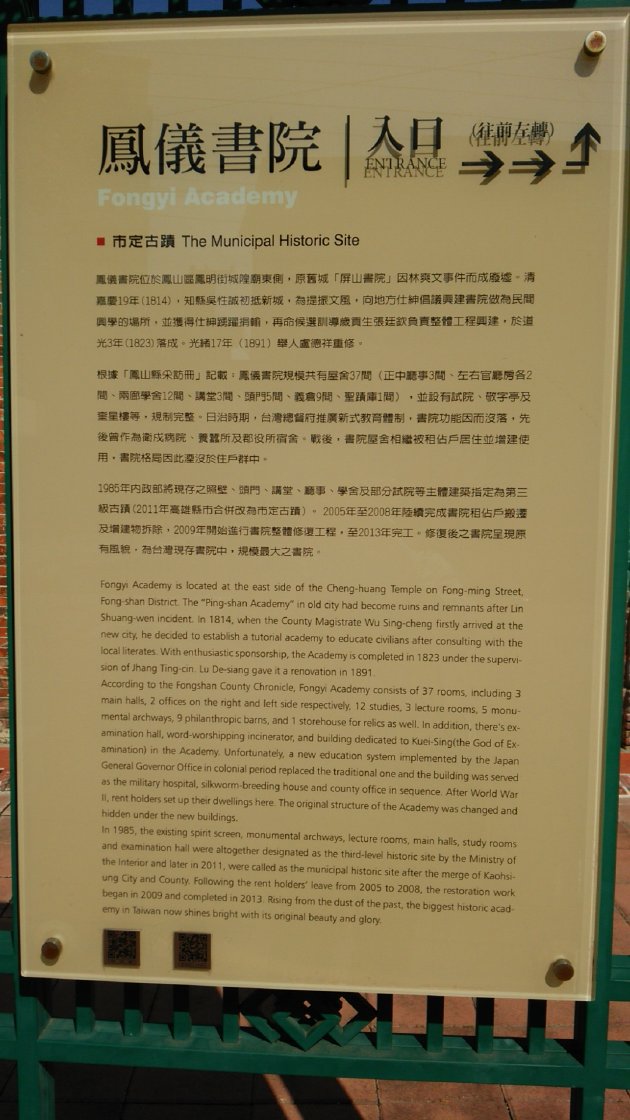 鳳儀書院
入口
ENTRANCE
(往前左轉)
Fongyi Academy
市定古蹟 The Municipal Historic Site
鳳儀書院位於鳳山區鳳明街城隍廟東側，原舊城「屏山書院」因林爽文事件而成廢墟。清
嘉慶19年(1814)，知縣吳性誠初抵新城，為提振文風，向地方仕紳倡議興建書院做為民間
興學的場所，並獲得仕紳踴躍捐輸，再命候選訓導歲貢生張廷欽負責整體工程興建，於道
光3年(1823)落成。光緒17年（1891）舉人盧德祥重修。
根據「鳳山縣采訪冊」記載：鳳儀書院規模共有屋舍37間（正中廳事3間、左右官廳房各2
間、兩廊學舍12間、講堂3間、頭門5間、義倉9間、聖蹟庫1間），並設有試院、敬字亭及
奎星樓等，規制完整。日治時期，台灣總督府推廣新式教育體制，書院功能因而沒落，先
後曾作為衛戍病院、養蠶所及郡役所宿舍。戰後，書院屋舍相繼被租佔戶居住並增建使
用，書院格局因此湮沒於住戶群中。
1985年內政部將現存之照壁、頭門、講堂、廳事、學舍及部分試院等主體建築指定為第三
級古蹟(2011年高雄縣市合併改為市定古蹟)。2005年至2008年陸續完成書院租佔戶搬遷
及增建物拆除，2009年開始進行書院整體修復工程，至2013年完工。修復後之書院呈現原
有風貌，為台灣現存書院中，規模最大之書院。
Fongyi Academy is located at the east side of the Cheng-huang Temple on Fong-ming Street,
Fong-shan District. The "Ping-shan Academy" in old city had become ruins and remnants after Lin
Shuang-wen incident. In 1814, when the County Magistrate Wu Sing-cheng firstly arrived at the
new city, he decided to establish a tutorial academy to educate civilians after consulting with the
local literates. With enthusiastic sponsorship, the Academy is completed in 1823 under the supervi-
sion of Jhang Ting-cin. Lu De-siang gave it a renovation in 1891.
According to the Fongshan County Chronicle, Fongyi Academy consists of 37 rooms, including 3
main halls, 2 offices on the right and left side respectively, 12 studies, 3 lecture rooms, 5 monu-
mental archways, 9 philanthropic barns, and 1 storehouse for relics as well. In addition, there's ex-
amination hall, word-worshipping incinerator, and building dedicated to Kuei-Sing(the God of Ex-
amination) in the Academy. Unfortunately, a new education system implemented by the Japan
General Governor Office in colonial period replaced the traditional one and the building was served
as the military hospital, silkworm-breeding house and county office in sequence. After World War
II, rent holders set up their dwellings here. The original structure of the Academy was changed and
hidden under the new buildings.
In 1985, the existing spirit screen, monumental archways, lecture rooms, main halls, study rooms
and examination hall were altogether designated as the third-level historic site by the Ministry of
the Interior and later in 2011, were called as the municipal historic site after the merge of Kaohsi-
ung City and County. Following the rent holders' leave from 2005 to 2008, the restoration work
began in 2009 and completed in 2013. Rising from the dust of the past, the biggest historic acad-
emy in Taiwan now shines bright with its original beauty and glory.